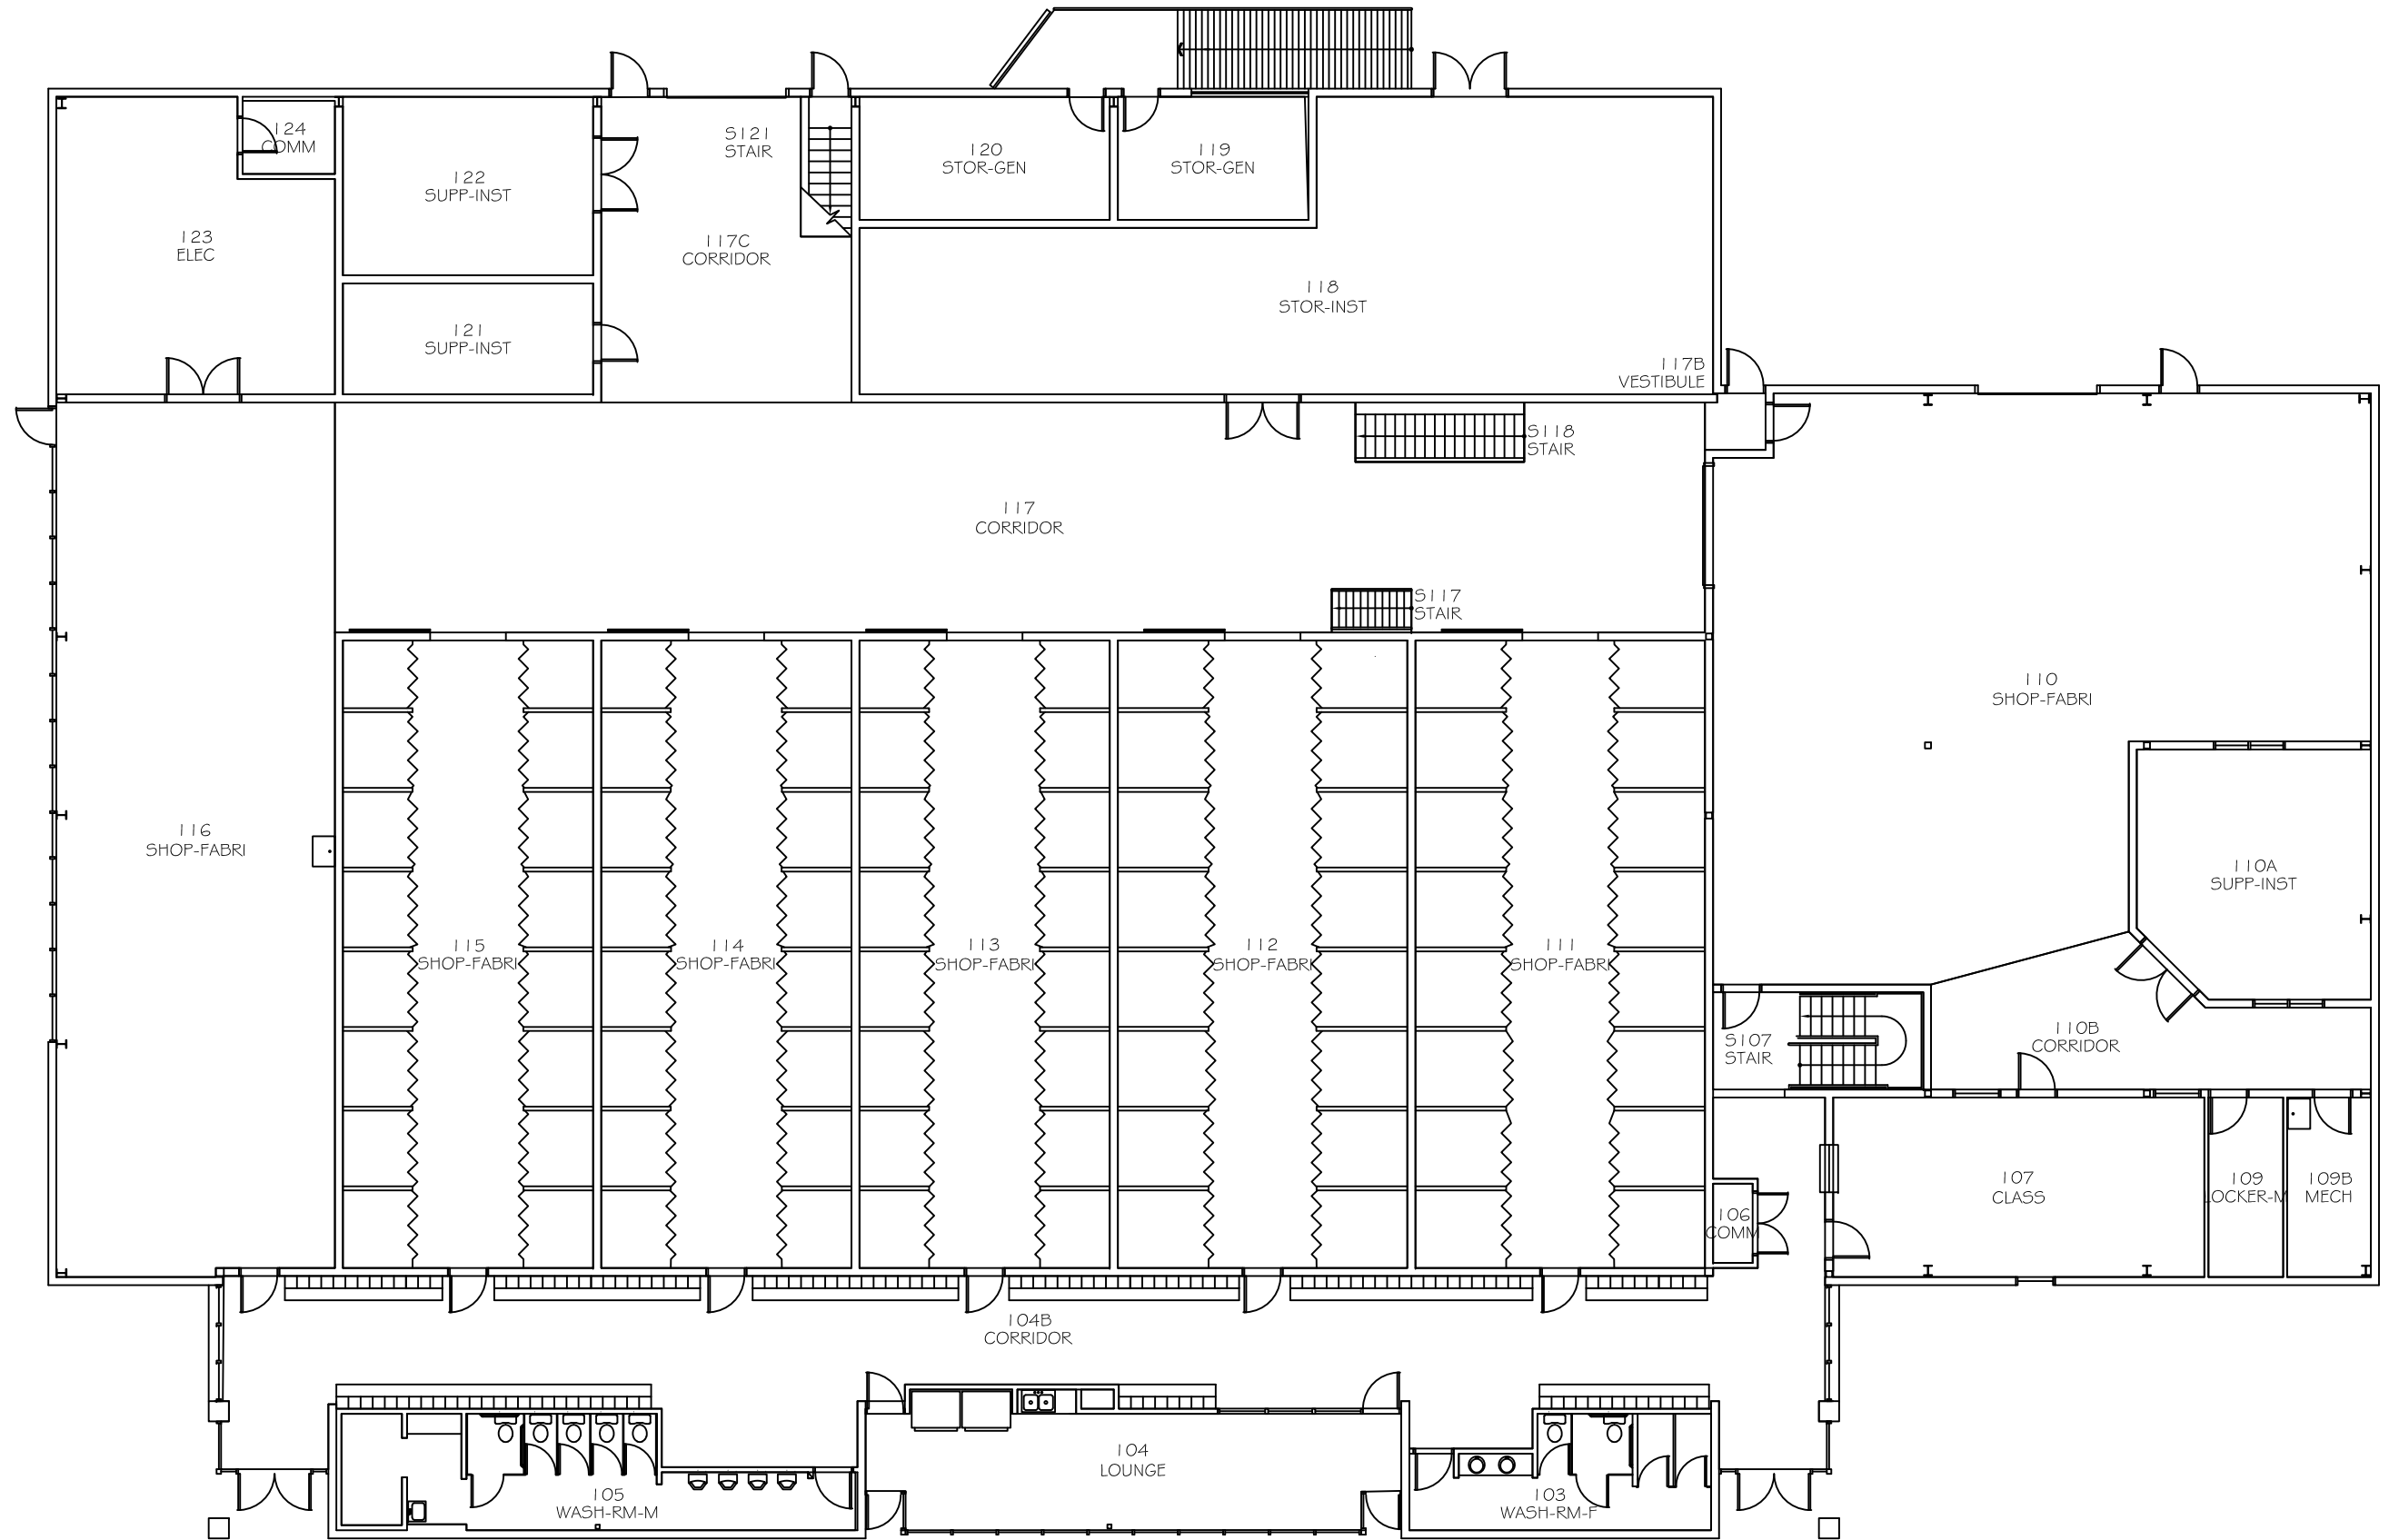 124
COMM
S121
STAIR
120
STOR-GEN
119
STOR-GEN
122
SUPP-INST
123
ELEC
117C
CORRIDOR
118
STOR-INST
121
SUPP-INST
117B
VESTIBULE
S118
STAIR
117
CORRIDOR
S117
STAIR
110
SHOP-FABRI
116
SHOP-FABRI
110A
SUPP-INST
115
SHOP-FABRI
114
SHOP-FABRI
113
SHOP-FABRI
112
SHOP-FABRI
111
SHOP-FABRI
S107
STAIR
110B
CORRIDOR
107
CLASS
109
LOCKER-M
109B
MECH
106
COMM
104B
CORRIDOR
104
LOUNGE
105
WASH-RM-M
103
WASH-RM-F